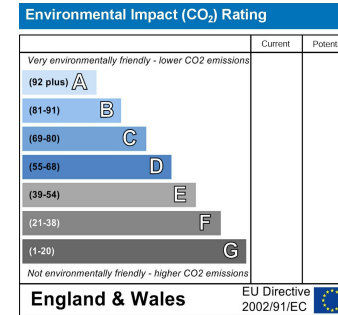 Environmental Impact (CO₂) Rating
Current Potent
Very environmentally friendly - lower CO2 emissions
(92 plus) A
(81-91) B
(69-80) C
(55-68) D
(39-54) E
(21-38) F
(1-20) G
Not environmentally friendly - higher CO2 emissions
England & Wales
EU Directive
2002/91/EC